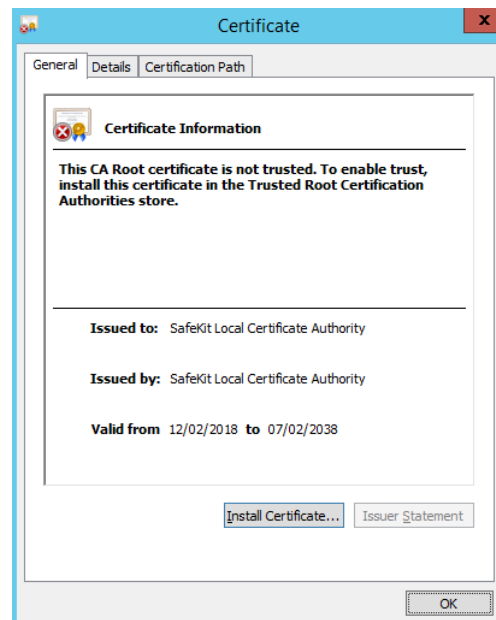 Certificate
x
General Details Certification Path
Certificate Information
This CA Root certificate is not trusted. To enable trust,
install this certificate in the Trusted Root Certification
Authorities store.
Issued to: SafeKit Local Certificate Authority
Issued by: SafeKit Local Certificate Authority
Valid from 12/02/2018 to 07/02/2038
Install Certificate... Issuer Statement
OK